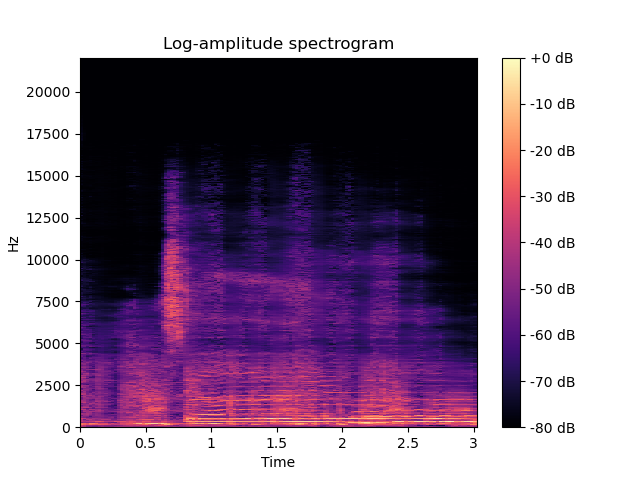 Log-amplitude spectrogram
Hz
20000
17500
15000
12500
10000
7500
5000
2500
0
0 0.5 1 1.5 2 2.5 3
Time
+0 dB
-10 dB
-20 dB
-30 dB
-40 dB
-50 dB
-60 dB
-70 dB
-80 dB